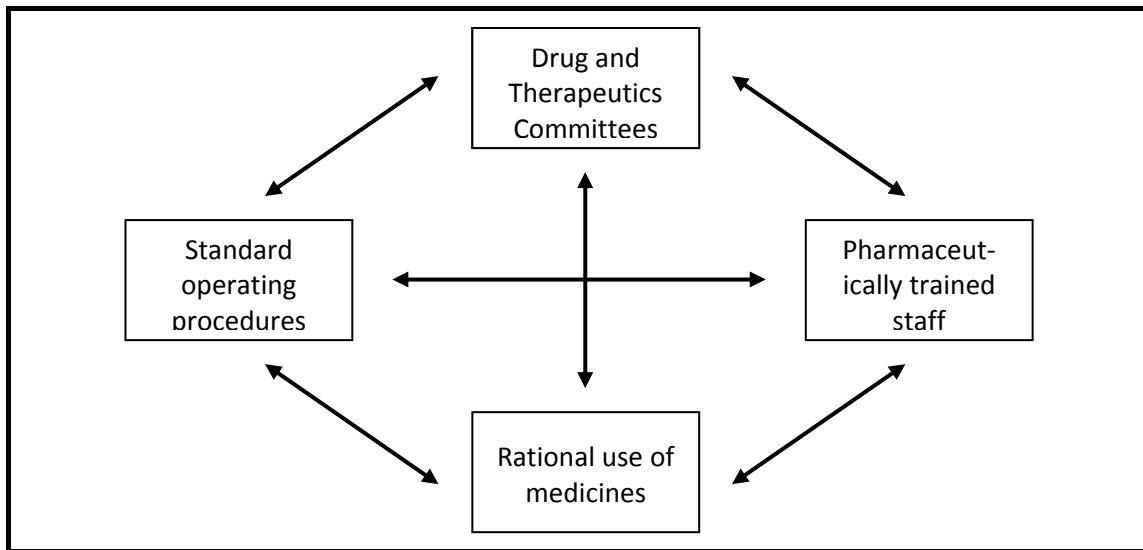 Drug and
Therapeutics
Committees
Standard
operating
procedures
Pharmaceut-
ically trained
staff
Rational use of
medicines